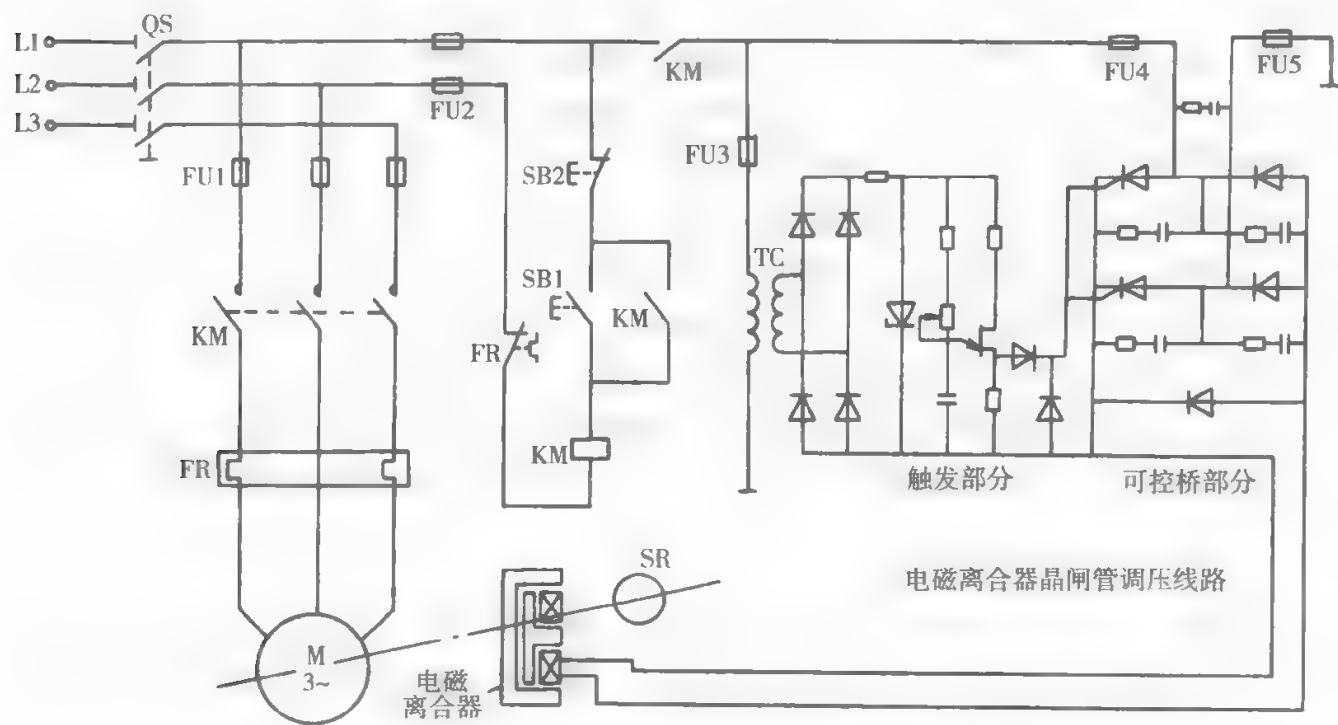 QS
L1
L2
L3
FU2
KM
FU4
FU5
FU1
SB2
FU3
TC
SB1
KM
KM
FR
FR
KM
触发部分
可控桥部分
SR
电磁离合器晶闸管调压线路
M
3~
电磁
离合器